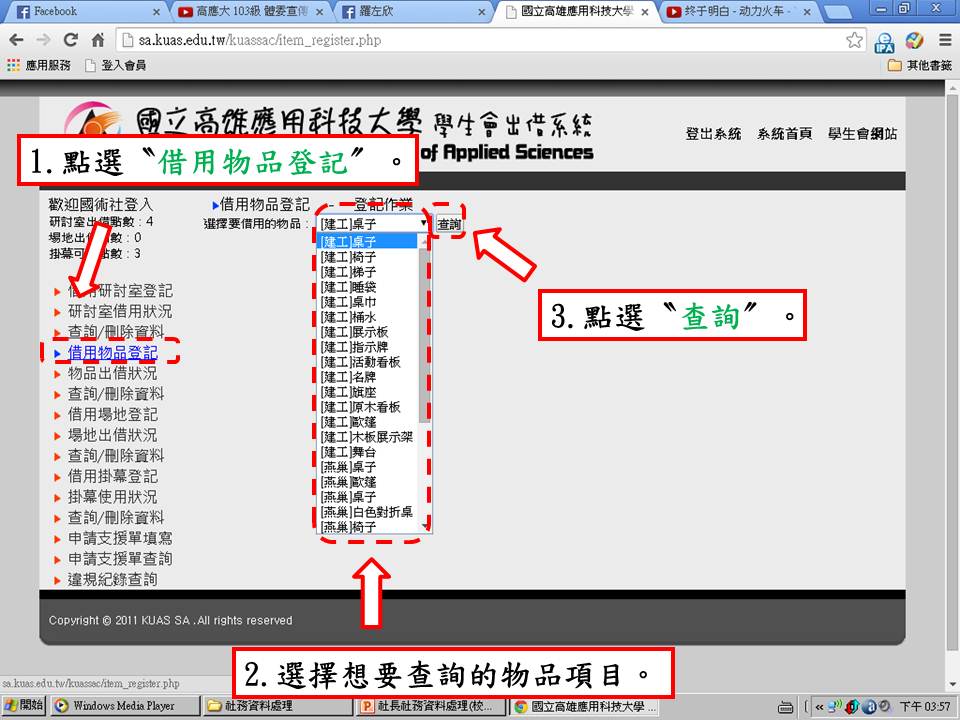 Facebook
高應大 103級 體委宣傳
羅左欣
國立高雄應用科技大學
终于明白 - 动力火车 -
sa.kuas.edu.tw/kuassac/item_register.php
應用服務
登入會員
其他書籤
國立高雄應用科技大學 學生會出借系統
of Applied Sciences
登出系統 系統首頁 學生會網站
1.點選〝借用物品登記〞。
歡迎國術社登入
研討室出借點數：4
場地出 數：0
掛幕可 點數：3
借用物品登記 - 登記作業
選擇要借用的物品：
[建工]桌子
查詢
[建工]桌子
[建工]椅子
[建工]梯子
[建工]睡袋
[建工]桌巾
[建工]桶水
[建工]展示板
[建工]指示牌
[建工]活動看板
[建工]名牌
[建工]旗座
[建工]原木看板
[建工]歐蓬
[建工]木板展示架
[建工]舞台
[燕巢]桌子
[燕巢]歐蓬
[燕巢]桌子
[燕巢]白色對折桌
[燕巢]椅子
3.點選〝查詢〞。
借用研討室登記
研討室借用狀況
查詢/刪除資料
借用物品登記
物品出借狀況
查詢/刪除資料
借用場地登記
場地出借狀況
查詢/刪除資料
借用掛幕登記
掛幕使用狀況
查詢/刪除資料
申請支援單填寫
申請支援單查詢
違規紀錄查詢
Copyright © 2011 KUAS SA .All rights reserved
2.選擇想要查詢的物品項目。
sa.kuas.edu.tw/kuassac/item_register.php
開始
Windows Media Player
社務資料處理
社長社務資料處理(校...
國立高雄應用科技大學 ...
下午 03:57